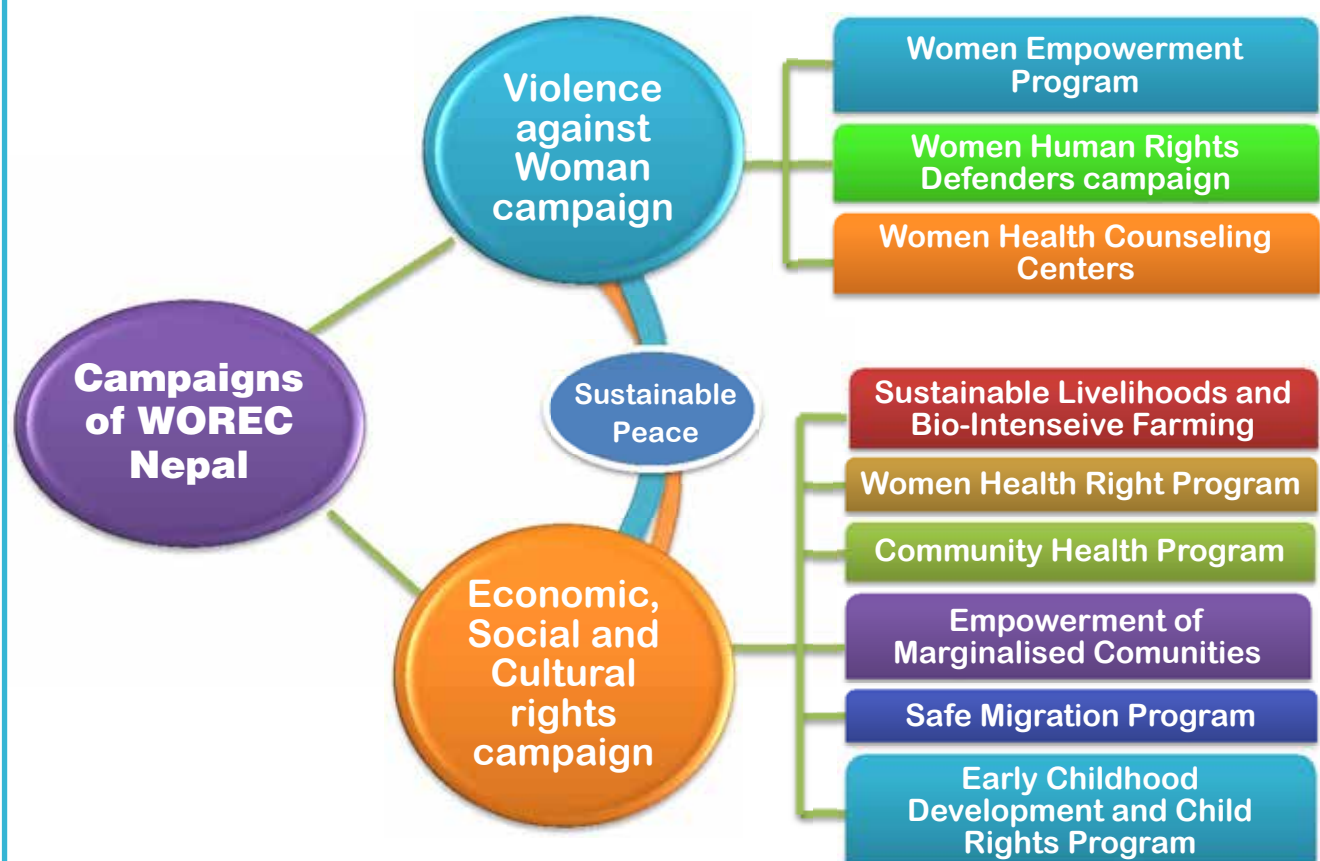 Campaigns
of WOREC
Nepal
Violence
against
Woman
campaign
Women Empowerment
Program
Women Human Rights
Defenders campaign
Women Health Counseling
Centers
Sustainable
Peace
Economic,
Social and
Cultural
rights
campaign
Sustainable Livelihoods and
Bio-Intenseive Farming
Women Health Right Program
Community Health Program
Empowerment of
Marginalised Comunities
Safe Migration Program
Early Childhood
Development and Child
Rights Program